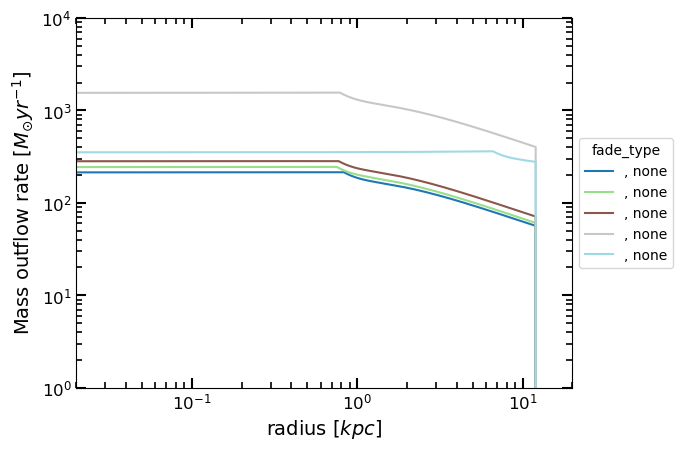 10^4
10^3
10^2
10^1
10^0
Mass outflow rate [M_⊙yr^{-1}]
10^{-1}
10^0
10^1
radius [kpc]
fade_type
, none
, none
, none
, none
, none